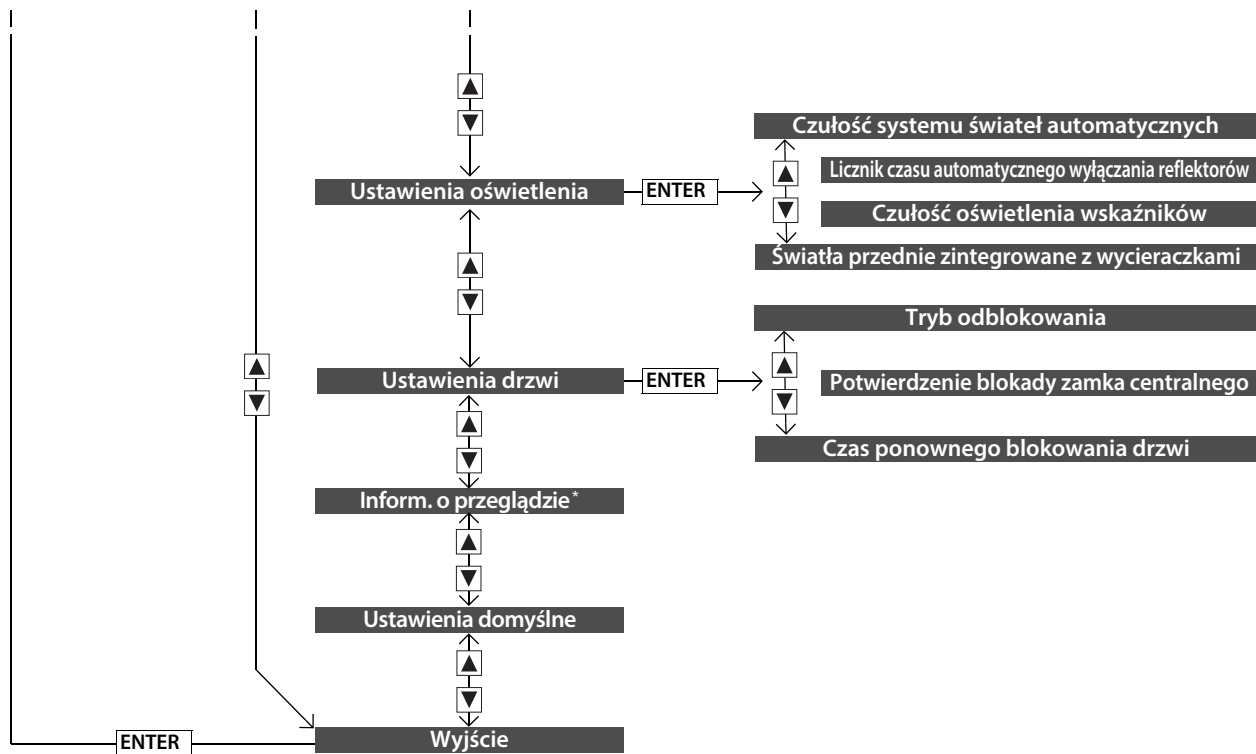 Czułość systemu świateł automatycznych
Licznik czasu automatycznego wyłączania reflektorów
Ustawienia oświetlenia
ENTER
Czułość oświetlenia wskaźników
Światła przednie zintegrowane z wycieraczkami
Tryb odblokowania
Ustawienia drzwi
ENTER
Potwierdzenie blokady zamka centralnego
Czas ponownego blokowania drzwi
Inform. o przeglądzie*
Ustawienia domyślne
ENTER
Wyjście